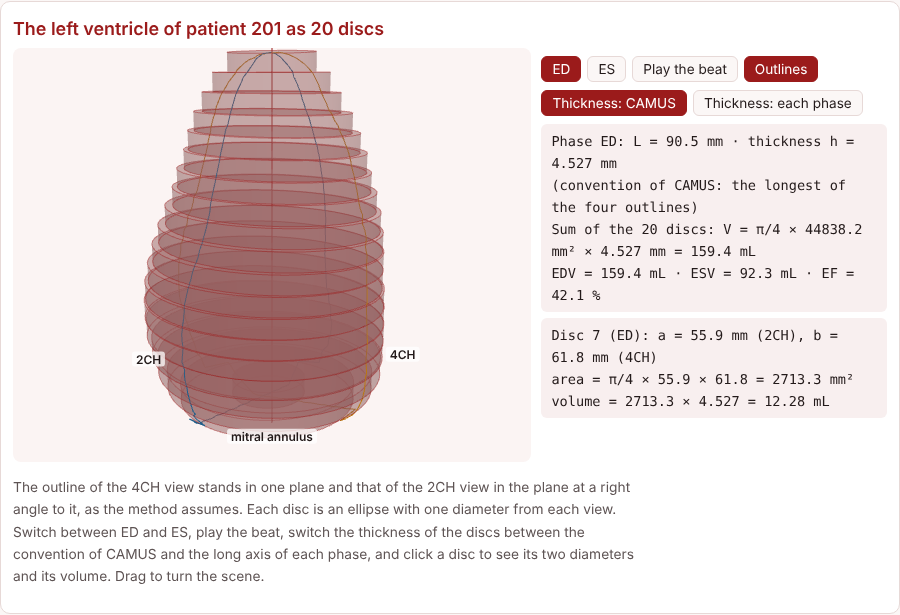 The left ventricle of patient 201 as 20 discs
ED
ES
Play the beat
Outlines
Thickness: CAMUS
Thickness: each phase
Phase ED: L = 90.5 mm · thickness h =
4.527 mm
(convention of CAMUS: the longest of
the four outlines)
Sum of the 20 discs: V = π/4 × 44838.2
mm² × 4.527 mm = 159.4 mL
EDV = 159.4 mL · ESV = 92.3 mL · EF =
42.1 %
Disc 7 (ED): a = 55.9 mm (2CH), b =
61.8 mm (4CH)
area = π/4 × 55.9 × 61.8 = 2713.3 mm²
volume = 2713.3 × 4.527 = 12.28 mL
2CH
4CH
mitral annulus
The outline of the 4CH view stands in one plane and that of the 2CH view in the plane at a right
angle to it, as the method assumes. Each disc is an ellipse with one diameter from each view.
Switch between ED and ES, play the beat, switch the thickness of the discs between the
convention of CAMUS and the long axis of each phase, and click a disc to see its two diameters
and its volume. Drag to turn the scene.